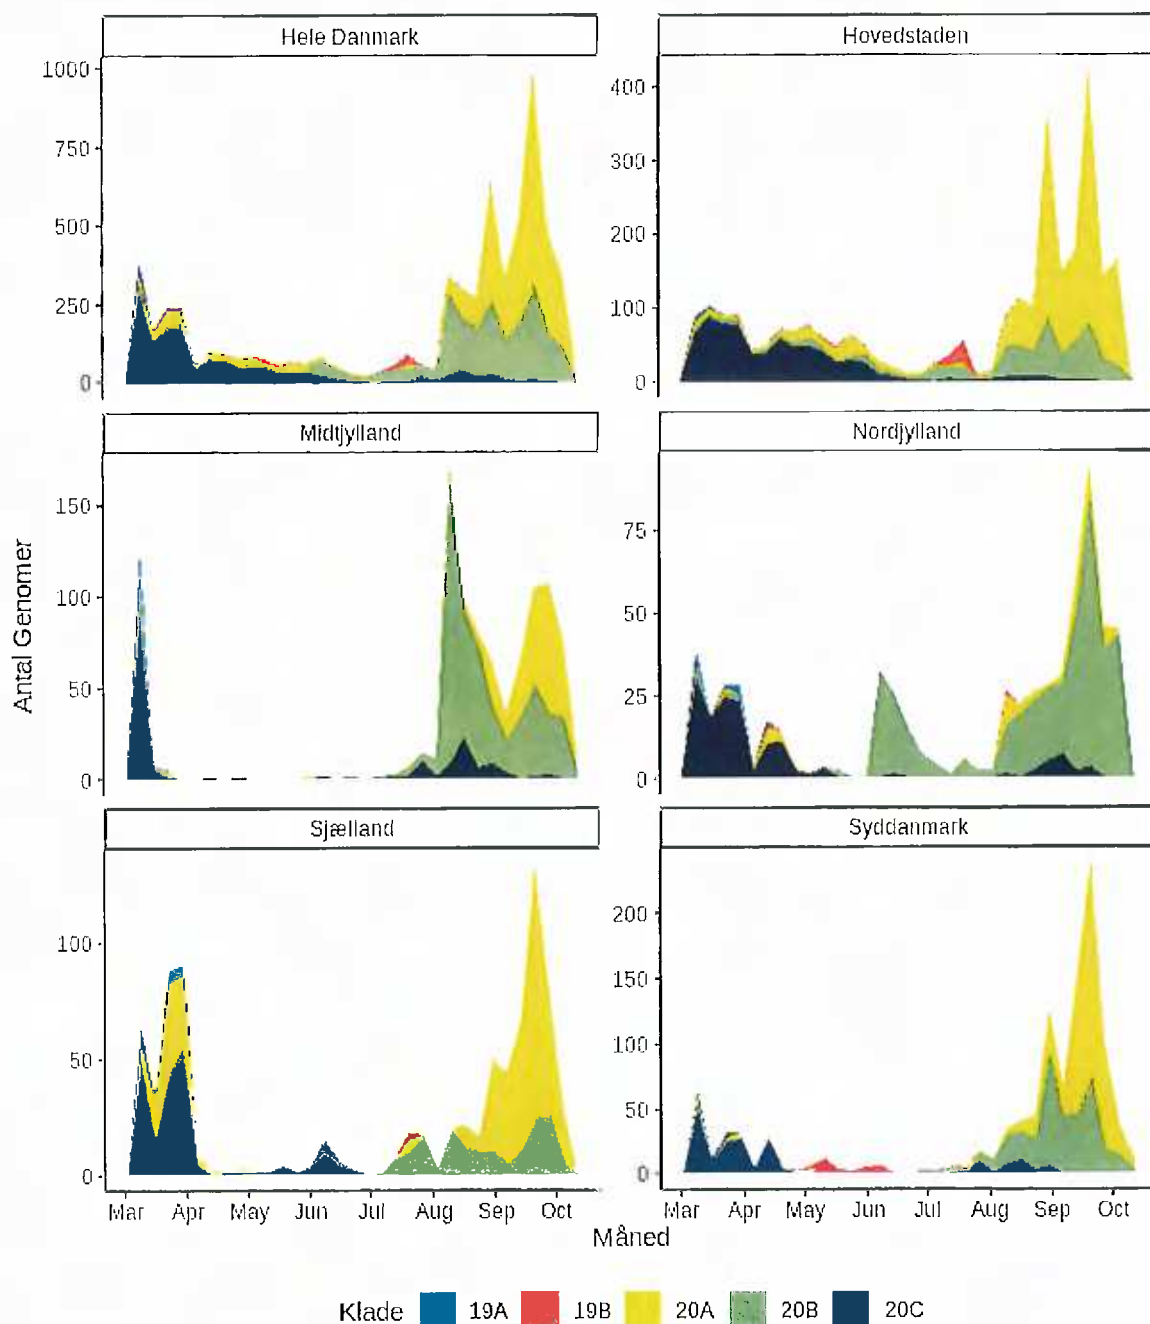 Hele Danmark
Hovedstaden
1000
750
500
250
0
400
300
200
100
0
Midtjylland
Nordjylland
150
100
50
0
75
50
25
0
Sjælland
Syddanmark
100
50
0
200
150
100
50
0
Mar Apr May Jun Jul Aug Sep Oct
Mar Apr May Jun Jul Aug Sep Oct
Antal Genomer
Måned
Klade 19A 19B 20A 20B 20C